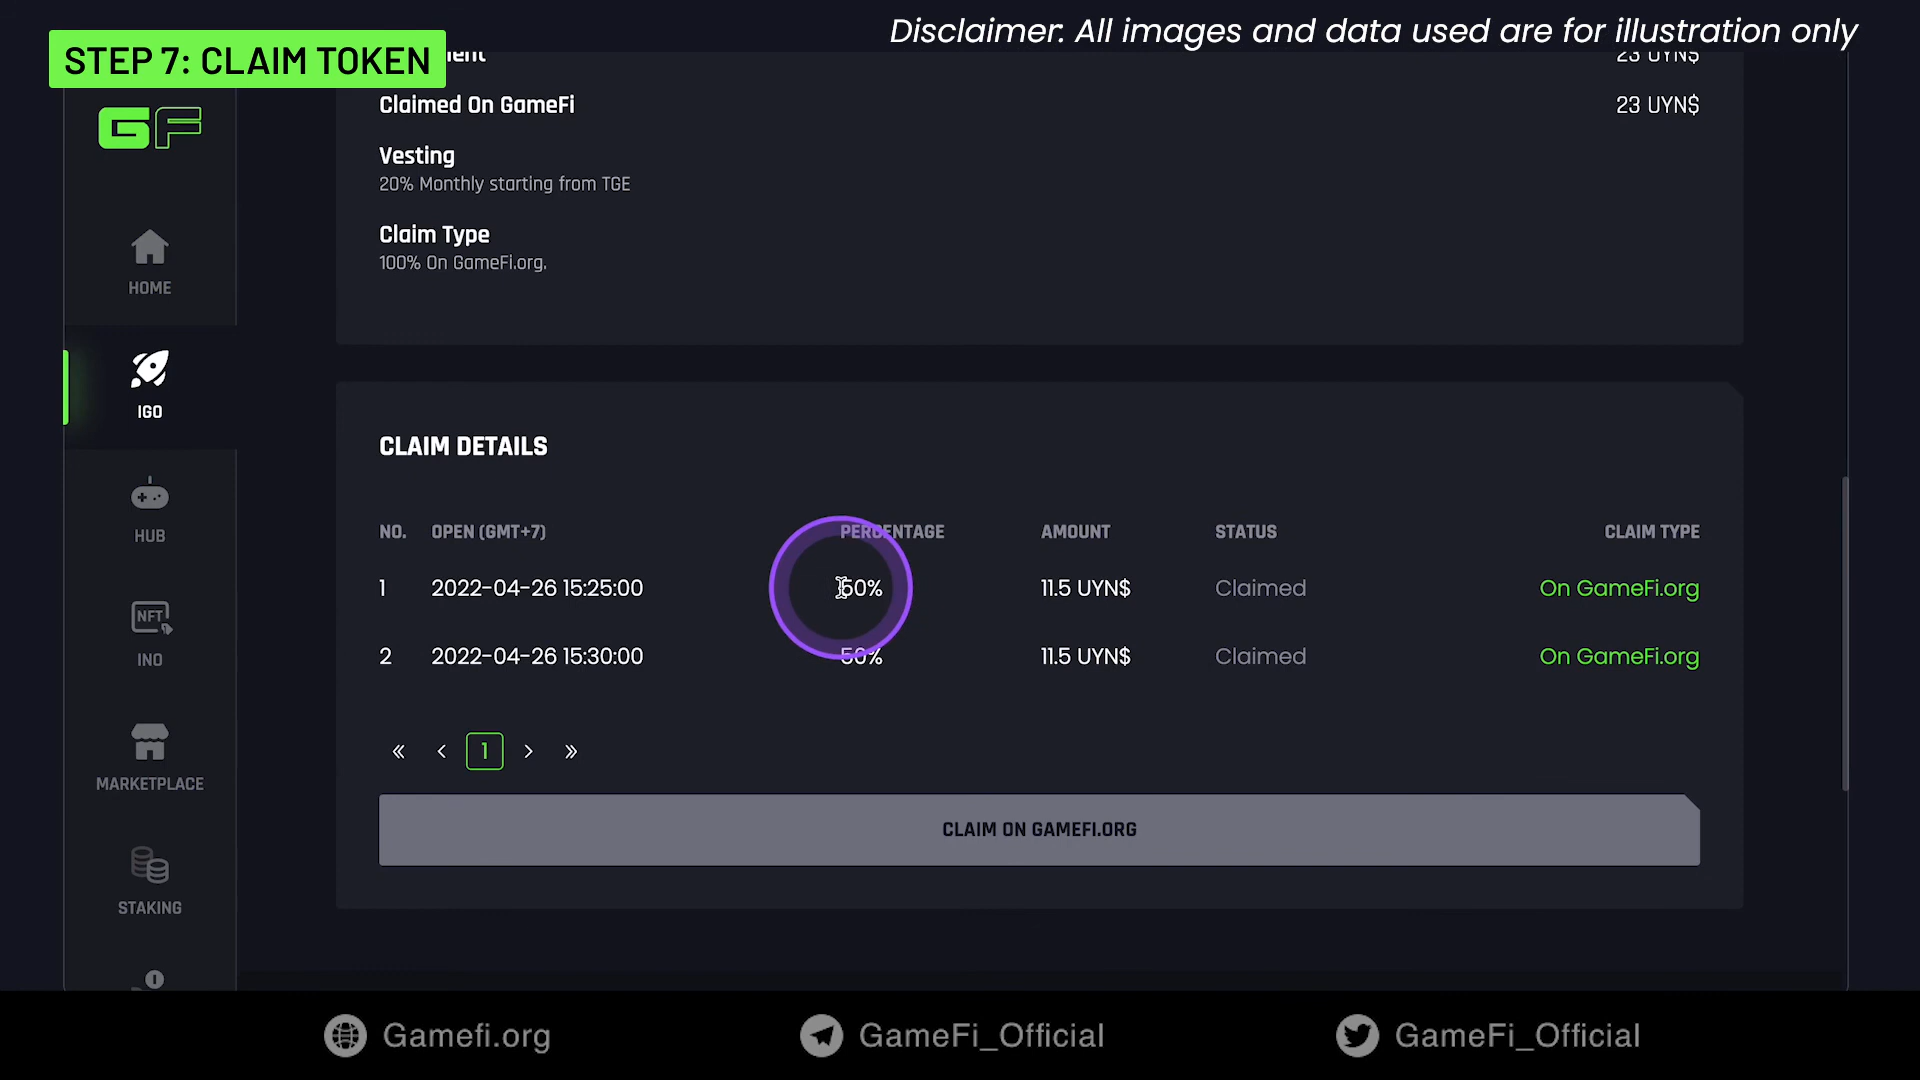 Disclaimer: All images and data used are for illustration only
STEP 7: CLAIM TOKEN
23 UYN$
GF
Claimed On GameFi 23 UYN$
Vesting
20% Monthly starting from TGE
Claim Type
100% On GameFi.org.
HOME
IGO
HUB
NFT
INO
MARKETPLACE
STAKING
CLAIM DETAILS
NO. OPEN (GMT+7) PERCENTAGE AMOUNT STATUS CLAIM TYPE
1 2022-04-26 15:25:00 50% 11.5 UYN$ Claimed On GameFi.org
2 2022-04-26 15:30:00 50% 11.5 UYN$ Claimed On GameFi.org
« ‹ 1 › »
CLAIM ON GAMEFI.ORG
Gamefi.org GameFi_Official GameFi_Official